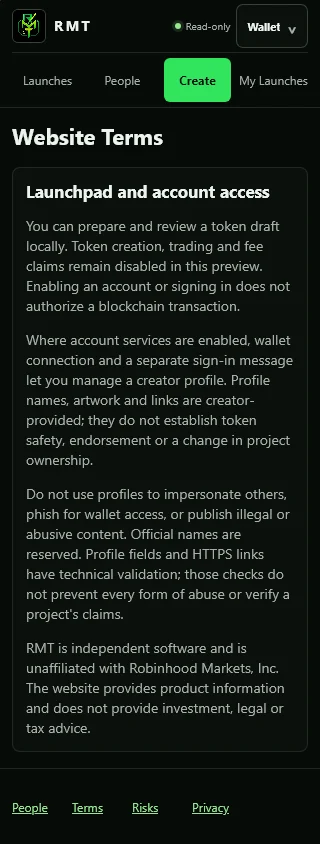 RMT
Read-only
Wallet
Launches
People
Create
My Launches
Website Terms
Launchpad and account access
You can prepare and review a token draft
locally. Token creation, trading and fee
claims remain disabled in this preview.
Enabling an account or signing in does not
authorize a blockchain transaction.
Where account services are enabled, wallet
connection and a separate sign-in message
let you manage a creator profile. Profile
names, artwork and links are creator-
provided; they do not establish token
safety, endorsement or a change in project
ownership.
Do not use profiles to impersonate others,
phish for wallet access, or publish illegal or
abusive content. Official names are
reserved. Profile fields and HTTPS links
have technical validation; those checks do
not prevent every form of abuse or verify a
project's claims.
RMT is independent software and is
unaffiliated with Robinhood Markets, Inc.
The website provides product information
and does not provide investment, legal or
tax advice.
People
Terms
Risks
Privacy